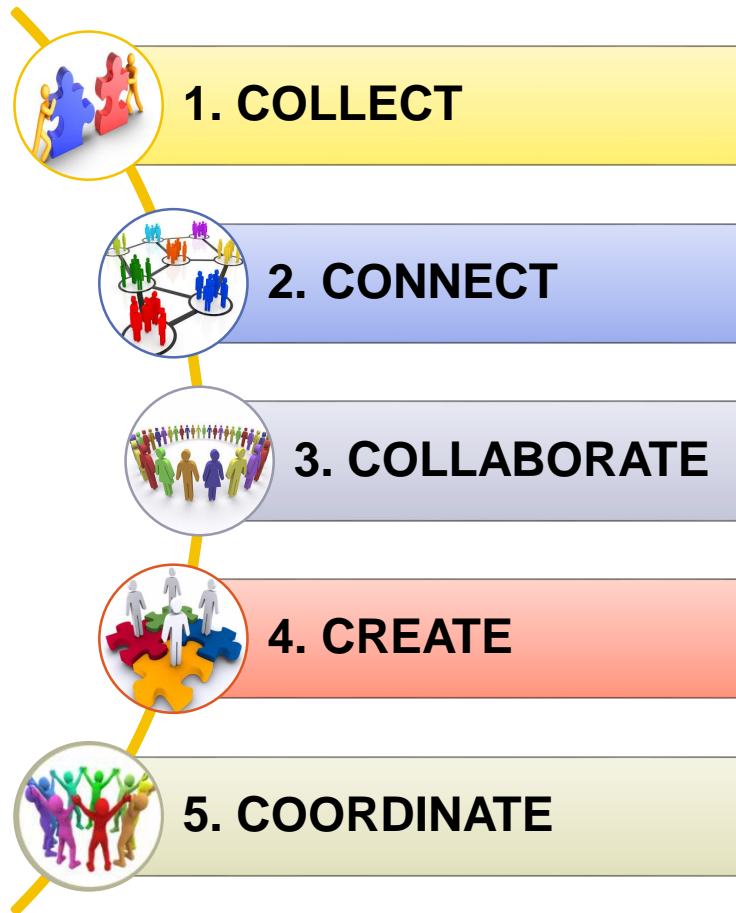 1. COLLECT
2. CONNECT
3. COLLABORATE
4. CREATE
5. COORDINATE